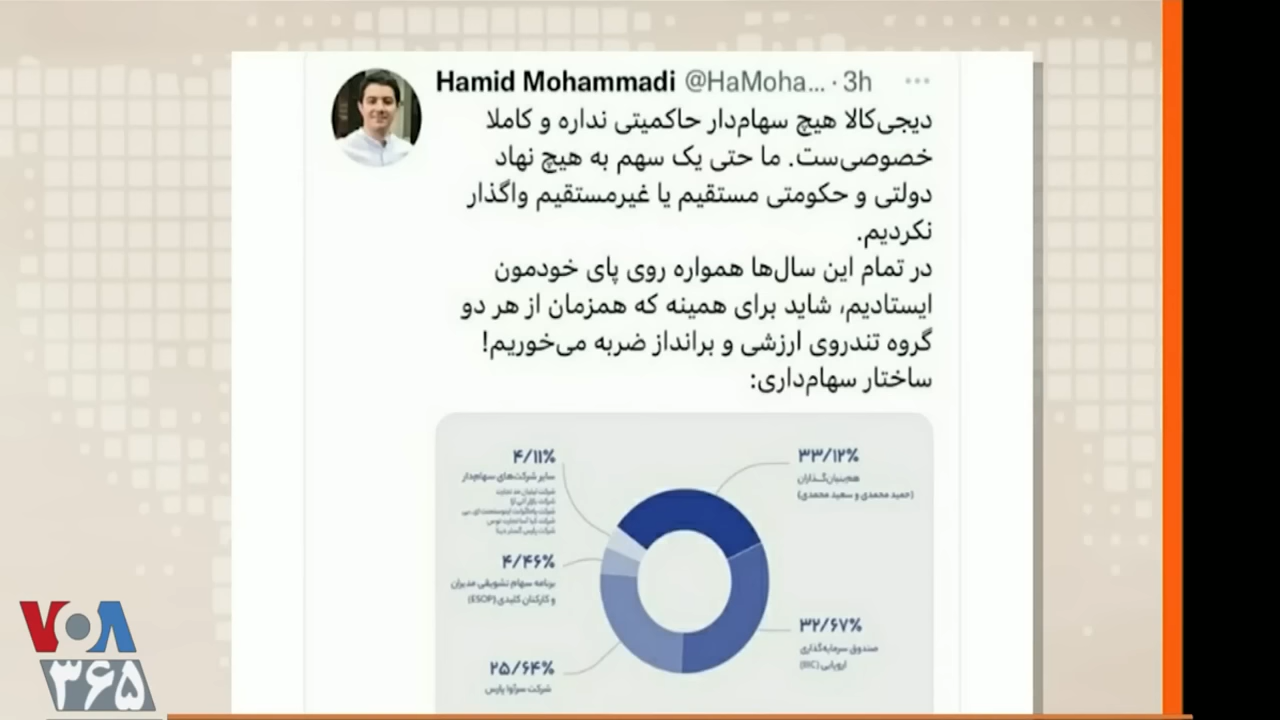 Hamid Mohammadi @HaMoha... · 3h
دیجی‌کالا هیچ سهام‌دار حاکمیتی نداره و کاملا
خصوصی‌ست. ما حتی یک سهم به هیچ نهاد
دولتی و حکومتی مستقیم یا غیرمستقیم واگذار
نکردیم.
در تمام این سال‌ها همواره روی پای خودمون
ایستادیم، شاید برای همینه که همزمان از هر دو
گروه تندروی ارزشی و برانداز ضربه می‌خوریم!
ساختار سهام‌داری:
۳۳/۱۲%
هم‌بنیان‌گذاران
(حمید محمدی و سعید محمدی)
۴/۱۱%
سایر شرکت‌های سهام‌دار
۴/۴۶%
برنامه سهام تشویقی مدیران
و کارکنان کلیدی (ESOP)
۳۲/۶۷%
صندوق سرمایه‌گذاری
اروپایی (IIIC)
۲۵/۶۴%
شرکت سرآوا پارس
VOA
۳۶۵